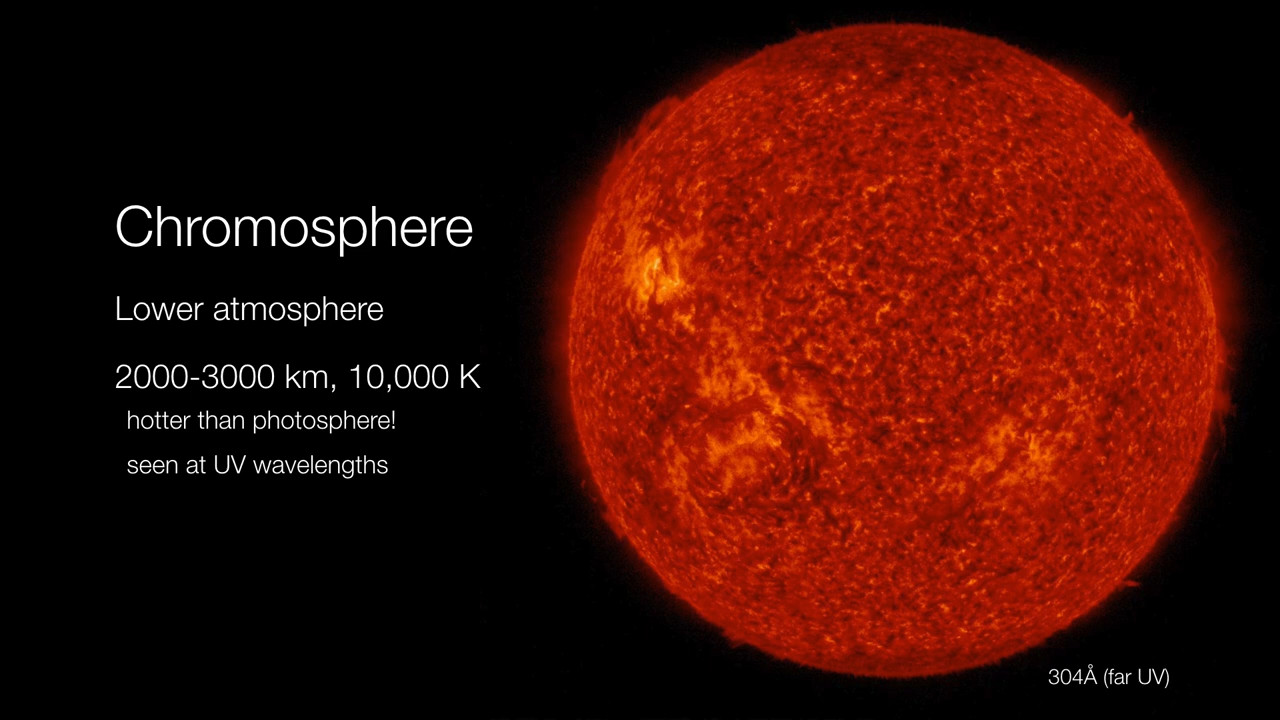 Chromosphere
Lower atmosphere
2000-3000 km, 10,000 K
hotter than photosphere!
seen at UV wavelengths
304Å (far UV)